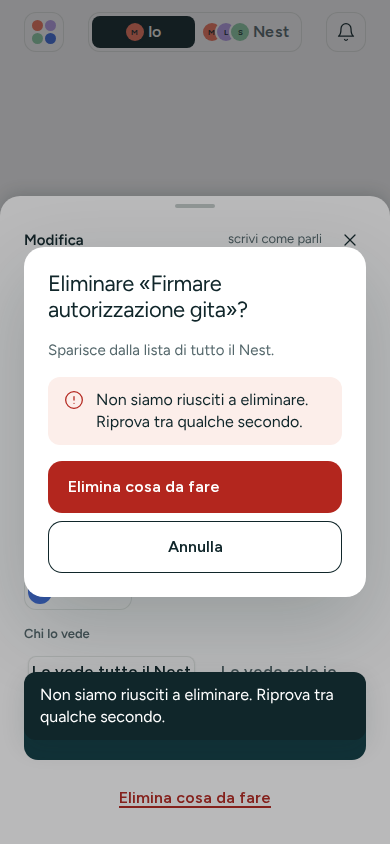 M Io
M L S Nest
Modifica
scrivi come parli
Eliminare «Firmare
autorizzazione gita»?
Sparisce dalla lista di tutto il Nest.
Non siamo riusciti a eliminare.
Riprova tra qualche secondo.
Elimina cosa da fare
Annulla
Chi lo vede
Lo vede tutto il Nest
Lo vedo solo io
Non siamo riusciti a eliminare. Riprova tra
qualche secondo.
Elimina cosa da fare